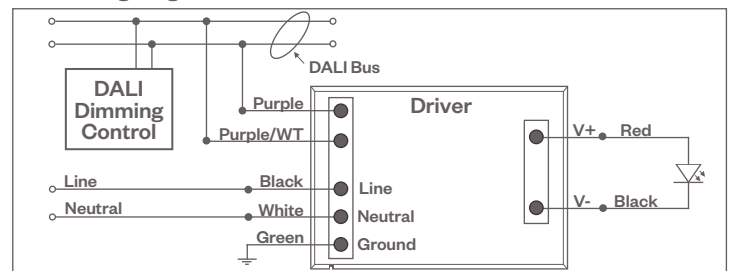 DALI Bus
DALI
Dimming
Control
Driver
Purple
Purple/WT
V+ Red
Line Black Line
V- Black
Neutral White Neutral
Green Ground